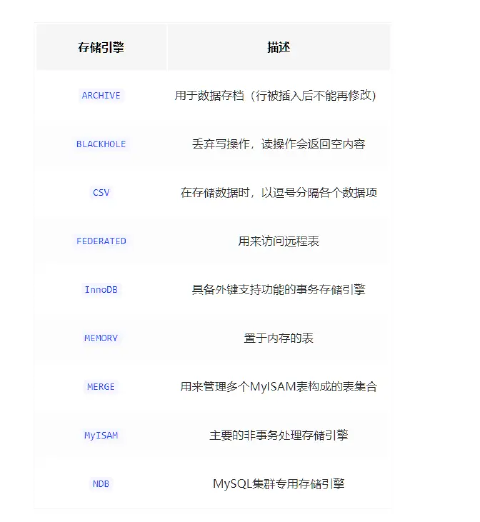 存储引擎 描述
ARCHIVE 用于数据存档（行被插入后不能再修改）
BLACKHOLE 丢弃写操作，读操作会返回空内容
CSV 在存储数据时，以逗号分隔各个数据项
FEDERATED 用来访问远程表
InnoDB 具备外键支持功能的事务存储引擎
MEMORY 置于内存的表
MERGE 用来管理多个MyISAM表构成的表集合
MyISAM 主要的非事务处理存储引擎
NDB MySQL集群专用存储引擎